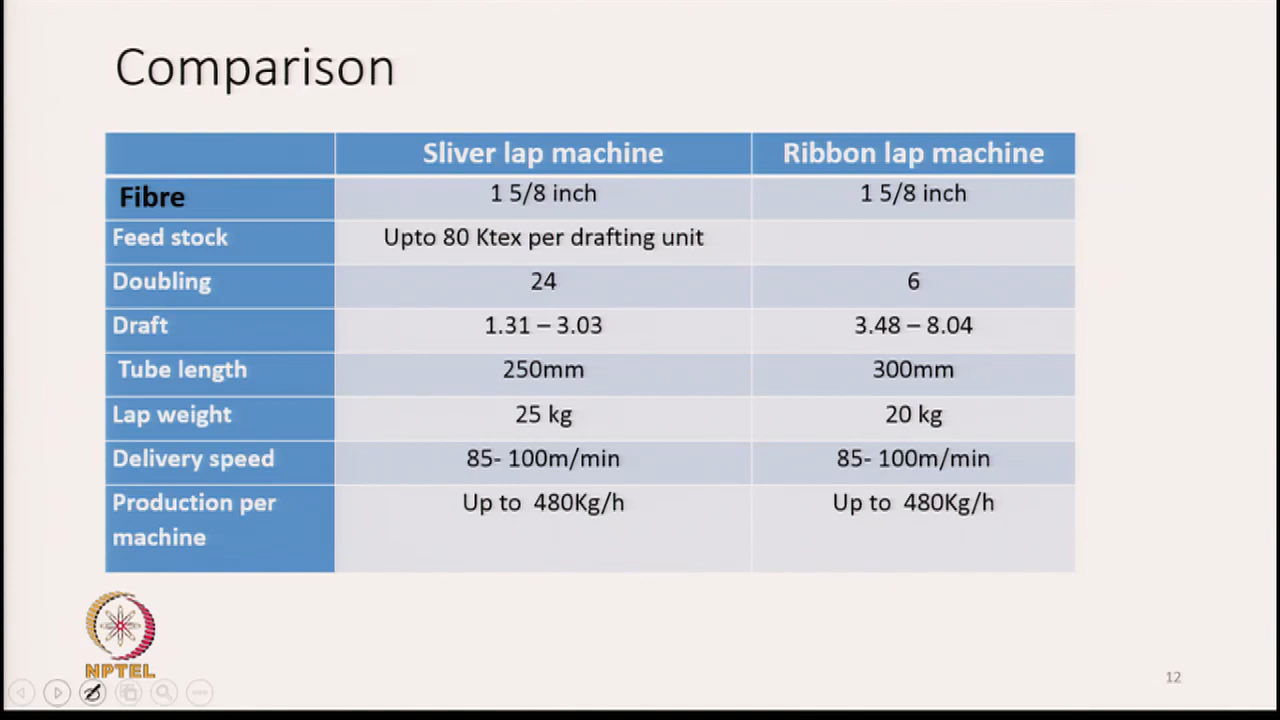 Comparison
Sliver lap machine Ribbon lap machine
Fibre 1 5/8 inch 1 5/8 inch
Feed stock Upto 80 Ktex per drafting unit
Doubling 24 6
Draft 1.31 – 3.03 3.48 – 8.04
Tube length 250mm 300mm
Lap weight 25 kg 20 kg
Delivery speed 85- 100m/min 85- 100m/min
Production per Up to 480Kg/h Up to 480Kg/h
machine
NPTEL
12